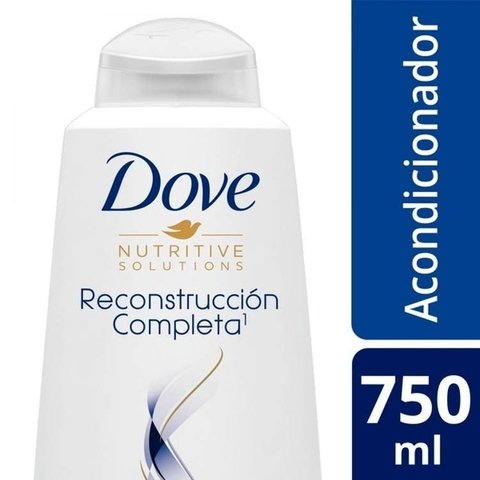 Dove
NUTRITIVE
SOLUTIONS
Reconstrucción
Completa¹
Acondicionador
750
ml